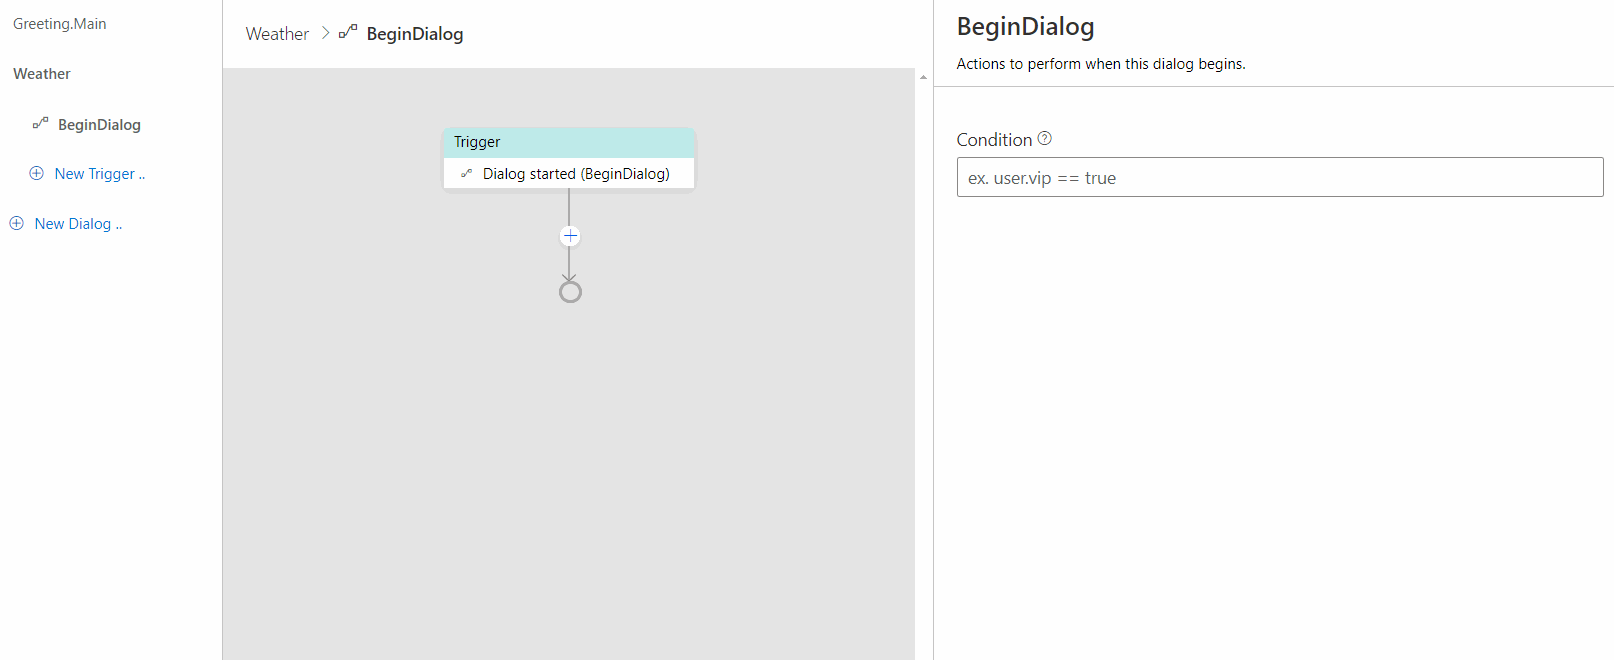 Greeting.Main
Weather
BeginDialog
New Trigger ..
New Dialog ..
Weather > BeginDialog
Trigger
Dialog started (BeginDialog)
BeginDialog
Actions to perform when this dialog begins.
Condition
ex. user.vip == true